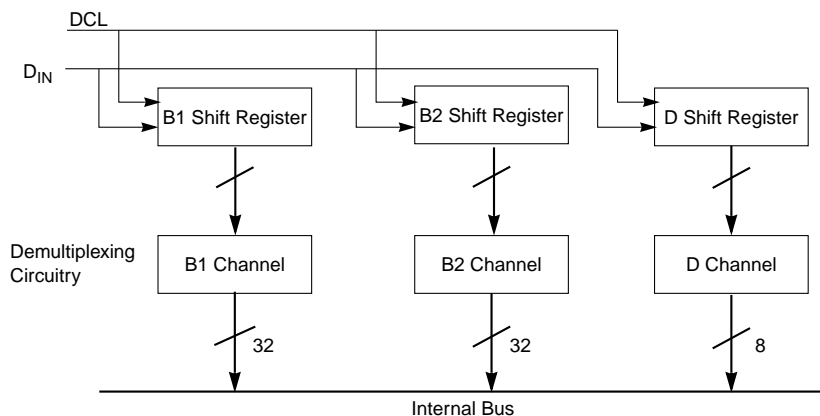 DCL
D_IN
B1 Shift Register
B2 Shift Register
D Shift Register
Demultiplexing
Circuitry
B1 Channel
B2 Channel
D Channel
32
32
8
Internal Bus